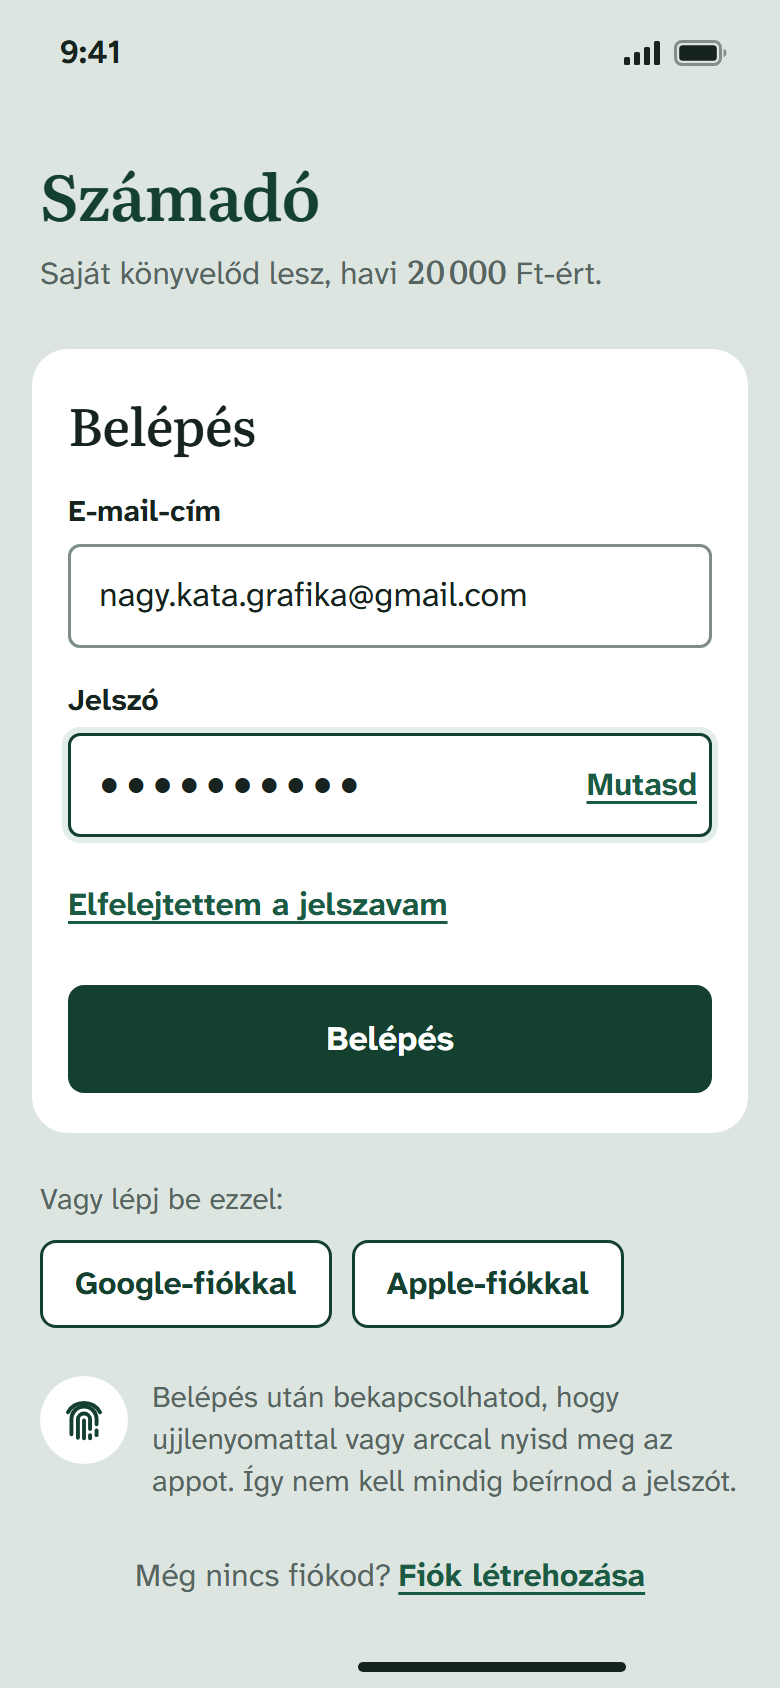 9:41
Számadó
Saját könyvelőd lesz, havi 20 000 Ft-ért.
Belépés
E-mail-cím
nagy.kata.grafika@gmail.com
Jelszó
●●●●●●●●●● Mutasd
Elfelejtettem a jelszavam
Belépés
Vagy lépj be ezzel:
Google-fiókkal Apple-fiókkal
Belépés után bekapcsolhatod, hogy
ujjlenyomattal vagy arccal nyisd meg az
appot. Így nem kell mindig beírnod a jelszót.
Még nincs fiókod? Fiók létrehozása